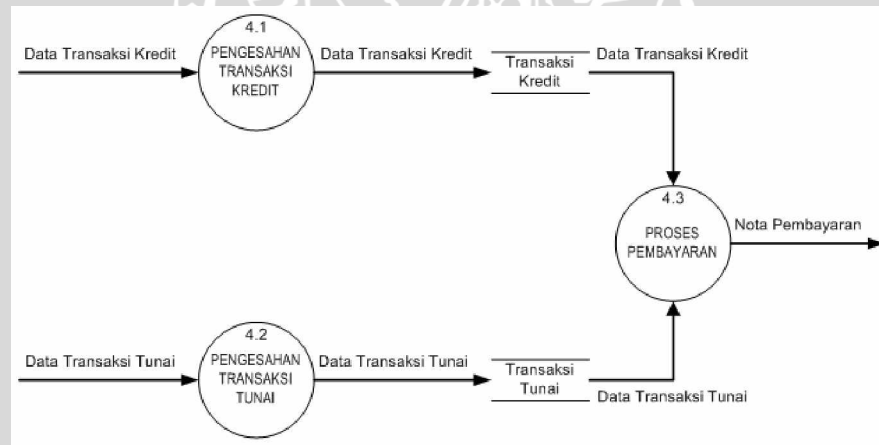 4.1
PENGESAHAN
TRANSAKSI
KREDIT
Data Transaksi Kredit
Data Transaksi Kredit
Transaksi
Kredit
Data Transaksi Kredit
4.3
PROSES
PEMBAYARAN
Nota Pembayaran
4.2
PENGESAHAN
TRANSAKSI
TUNAI
Data Transaksi Tunai
Data Transaksi Tunai
Transaksi
Tunai
Data Transaksi Tunai